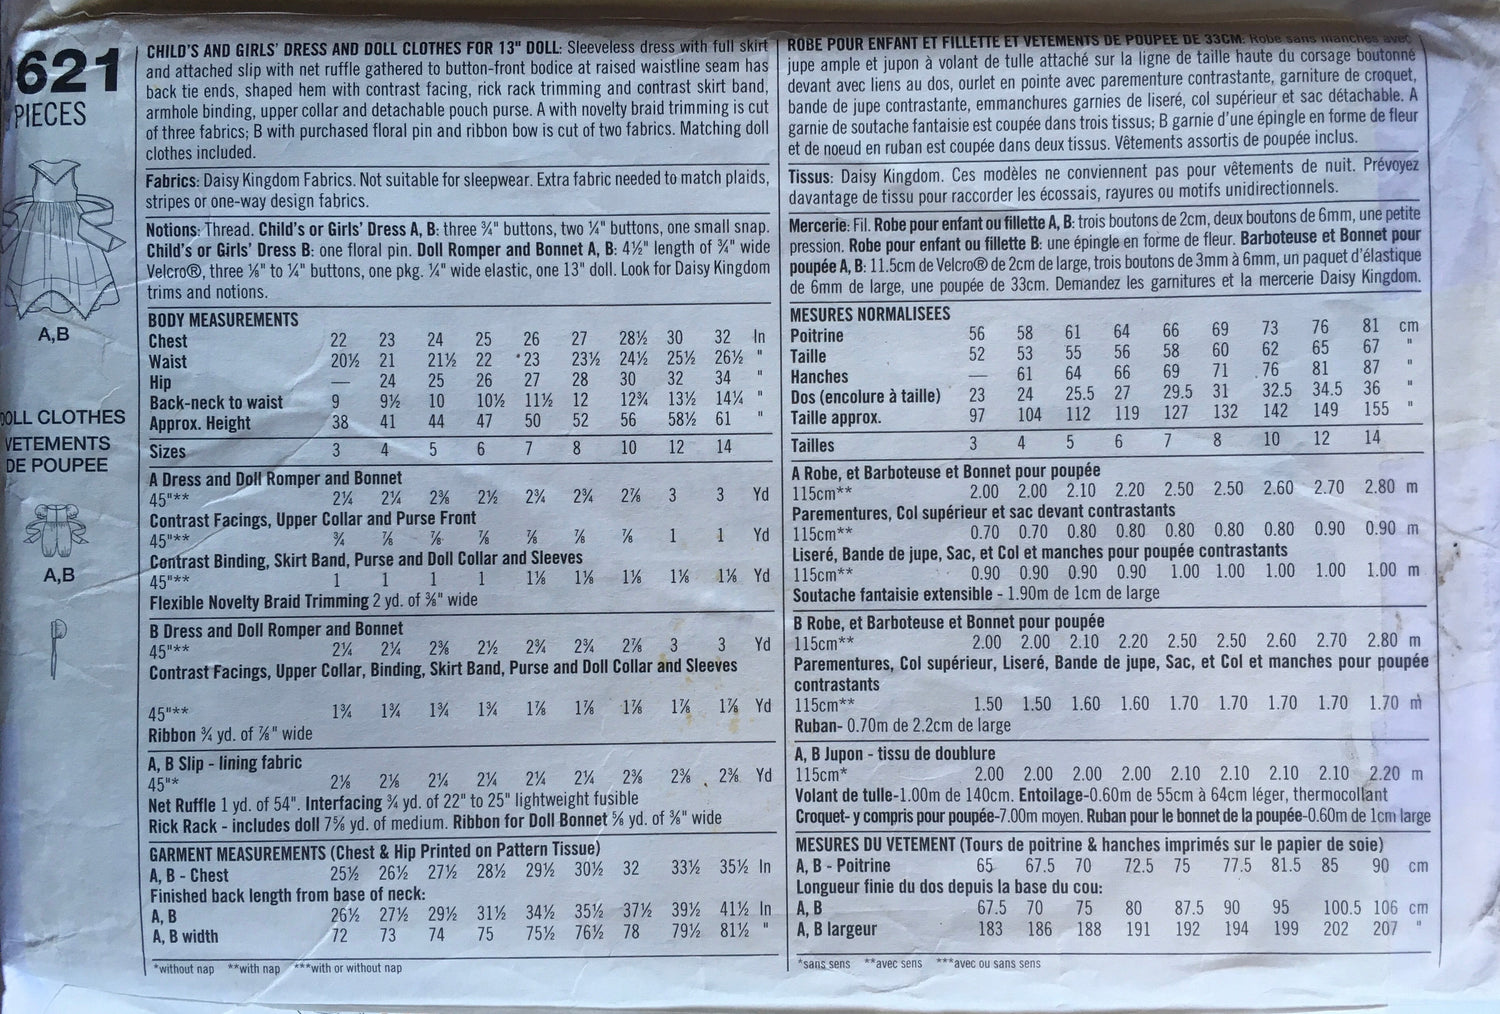 621
PIECES
A,B
DOLL CLOTHES
VETEMENTS
DE POUPEE
A,B
CHILD'S AND GIRLS' DRESS AND DOLL CLOTHES FOR 13" DOLL: Sleeveless dress with full skirt
and attached slip with net ruffle gathered to button-front bodice at raised waistline seam has
back tie ends, shaped hem with contrast facing, rick rack trimming and contrast skirt band,
armhole binding, upper collar and detachable pouch purse. A with novelty braid trimming is cut
of three fabrics; B with purchased floral pin and ribbon bow is cut of two fabrics. Matching doll
clothes included.
Fabrics: Daisy Kingdom Fabrics. Not suitable for sleepwear. Extra fabric needed to match plaids,
stripes or one-way design fabrics.
Notions: Thread. Child's or Girls' Dress A, B: three ¾" buttons, two ¼" buttons, one small snap.
Child's or Girls' Dress B: one floral pin. Doll Romper and Bonnet A, B: 4½" length of ¾" wide
Velcro®, three ⅛" to ¼" buttons, one pkg. ¼" wide elastic, one 13" doll. Look for Daisy Kingdom
trims and notions.
BODY MEASUREMENTS
Chest 22 23 24 25 26 27 28½ 30 32 In
Waist 20½ 21 21½ 22 23 23½ 24½ 25½ 26½ "
Hip — 24 25 26 27 28 30 32 34 "
Back-neck to waist 9 9½ 10 10½ 11½ 12 12¾ 13½ 14¼ "
Approx. Height 38 41 44 47 50 52 56 58½ 61 "
Sizes 3 4 5 6 7 8 10 12 14
A Dress and Doll Romper and Bonnet
45"** 2¼ 2¼ 2⅜ 2½ 2¾ 2¾ 2⅞ 3 3 Yd
Contrast Facings, Upper Collar and Purse Front
45"** ¾ ⅞ ⅞ ⅞ ⅞ ⅞ ⅞ 1 1 Yd
Contrast Binding, Skirt Band, Purse and Doll Collar and Sleeves
45"** 1 1 1 1 1⅛ 1⅛ 1⅛ 1⅛ 1⅛ Yd
Flexible Novelty Braid Trimming 2 yd. of ⅜" wide
B Dress and Doll Romper and Bonnet
45"** 2¼ 2¼ 2⅜ 2½ 2¾ 2¾ 2⅞ 3 3 Yd
Contrast Facings, Upper Collar, Binding, Skirt Band, Purse and Doll Collar and Sleeves
45"** 1¾ 1¾ 1¾ 1¾ 1⅞ 1⅞ 1⅞ 1⅞ 1⅞ Yd
Ribbon ¾ yd. of ⅞" wide
A, B Slip - lining fabric
45"* 2⅛ 2⅛ 2¼ 2¼ 2¼ 2¼ 2⅜ 2⅜ 2⅜ Yd
Net Ruffle 1 yd. of 54". Interfacing ¾ yd. of 22" to 25" lightweight fusible
Rick Rack - includes doll 7⅝ yd. of medium. Ribbon for Doll Bonnet ⅝ yd. of ⅜" wide
GARMENT MEASUREMENTS (Chest & Hip Printed on Pattern Tissue)
A, B - Chest 25½ 26½ 27½ 28½ 29½ 30½ 32 33½ 35½ In
Finished back length from base of neck:
A, B 26½ 27½ 29½ 31½ 34½ 35½ 37½ 39½ 41½ In
A, B width 72 73 74 75 75½ 76½ 78 79½ 81½ "
*without nap **with nap ***with or without nap
ROBE POUR ENFANT ET FILLETTE ET VETEMENTS DE POUPEE DE 33CM: Robe sans manches avec
jupe ample et jupon à volant de tulle attaché sur la ligne de taille haute du corsage boutonné
devant avec liens au dos, ourlet en pointe avec parementure contrastante, garniture de croquet,
bande de jupe contrastante, emmanchures garnies de liseré, col supérieur et sac détachable. A
garnie de soutache fantaisie est coupée dans trois tissus; B garnie d'une épingle en forme de fleur
et de noeud en ruban est coupée dans deux tissus. Vêtements assortis de poupée inclus.
Tissus: Daisy Kingdom. Ces modèles ne conviennent pas pour vêtements de nuit. Prévoyez
davantage de tissu pour raccorder les écossais, rayures ou motifs unidirectionnels.
Mercerie: Fil. Robe pour enfant ou fillette A, B: trois boutons de 2cm, deux boutons de 6mm, une petite
pression. Robe pour enfant ou fillette B: une épingle en forme de fleur. Barboteuse et Bonnet pour
poupée A, B: 11.5cm de Velcro® de 2cm de large, trois boutons de 3mm à 6mm, un paquet d'élastique
de 6mm de large, une poupée de 33cm. Demandez les garnitures et la mercerie Daisy Kingdom.
MESURES NORMALISEES
Poitrine 56 58 61 64 66 69 73 76 81 cm
Taille 52 53 55 56 58 60 62 65 67 "
Hanches — 61 64 66 69 71 76 81 87 "
Dos (encolure à taille) 23 24 25.5 27 29.5 31 32.5 34.5 36 "
Taille approx. 97 104 112 119 127 132 142 149 155 "
Tailles 3 4 5 6 7 8 10 12 14
A Robe, et Barboteuse et Bonnet pour poupée
115cm** 2.00 2.00 2.10 2.20 2.50 2.50 2.60 2.70 2.80 m
Parementures, Col supérieur et sac devant contrastants
115cm** 0.70 0.70 0.80 0.80 0.80 0.80 0.80 0.90 0.90 m
Liseré, Bande de jupe, Sac, et Col et manches pour poupée contrastants
115cm** 0.90 0.90 0.90 0.90 1.00 1.00 1.00 1.00 1.00 m
Soutache fantaisie extensible - 1.90m de 1cm de large
B Robe, et Barboteuse et Bonnet pour poupée
115cm** 2.00 2.00 2.10 2.20 2.50 2.50 2.60 2.70 2.80 m
Parementures, Col supérieur, Liseré, Bande de jupe, Sac, et Col et manches pour poupée
contrastants
115cm** 1.50 1.50 1.60 1.60 1.70 1.70 1.70 1.70 1.70 m
Ruban- 0.70m de 2.2cm de large
A, B Jupon - tissu de doublure
115cm* 2.00 2.00 2.00 2.00 2.10 2.10 2.10 2.10 2.20 m
Volant de tulle-1.00m de 140cm. Entoilage-0.60m de 55cm à 64cm léger, thermocollant
Croquet- y compris pour poupée-7.00m moyen. Ruban pour le bonnet de la poupée-0.60m de 1cm large
MESURES DU VETEMENT (Tours de poitrine & hanches imprimés sur le papier de soie)
A, B - Poitrine 65 67.5 70 72.5 75 77.5 81.5 85 90 cm
Longueur finie du dos depuis la base du cou:
A, B 67.5 70 75 80 87.5 90 95 100.5 106 cm
A, B largeur 183 186 188 191 192 194 199 202 207 "
*sans sens **avec sens ***avec ou sans sens